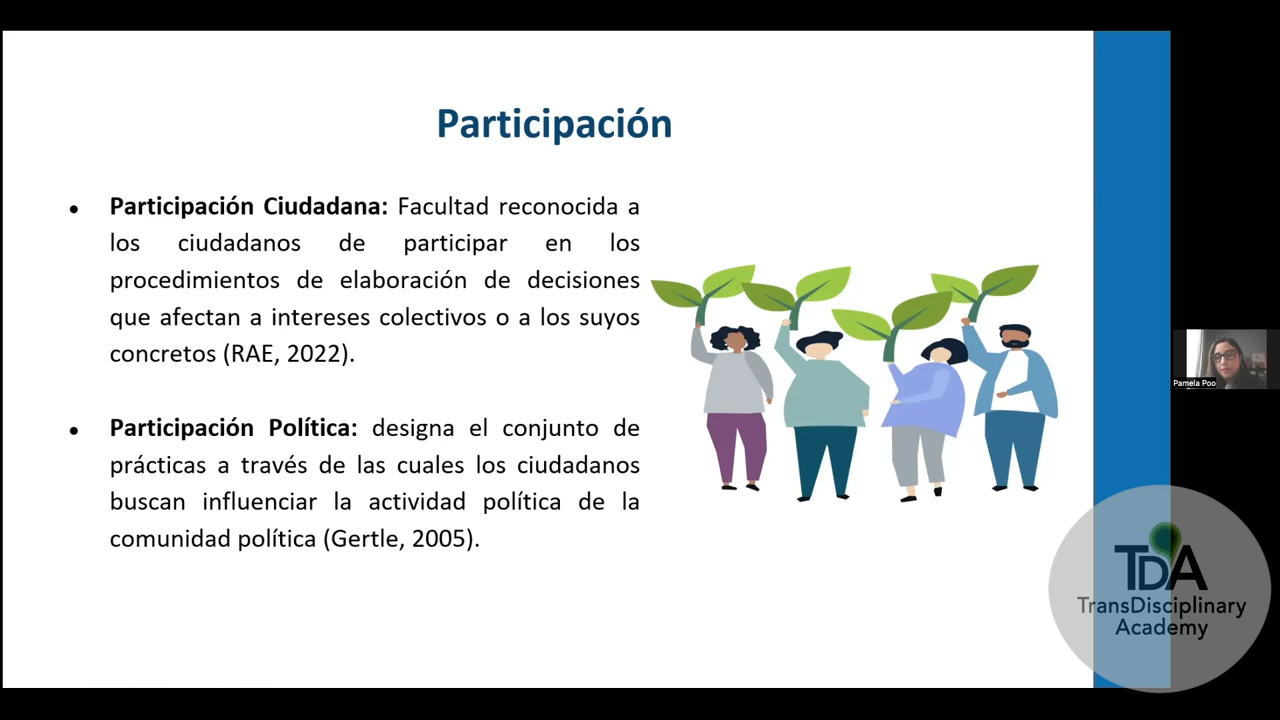 Participación
● Participación Ciudadana: Facultad reconocida a
los ciudadanos de participar en los
procedimientos de elaboración de decisiones
que afectan a intereses colectivos o a los suyos
concretos (RAE, 2022).
● Participación Política: designa el conjunto de
prácticas a través de las cuales los ciudadanos
buscan influenciar la actividad política de la
comunidad política (Gertle, 2005).
Pamela Poo
TDA
TransDisciplinary
Academy